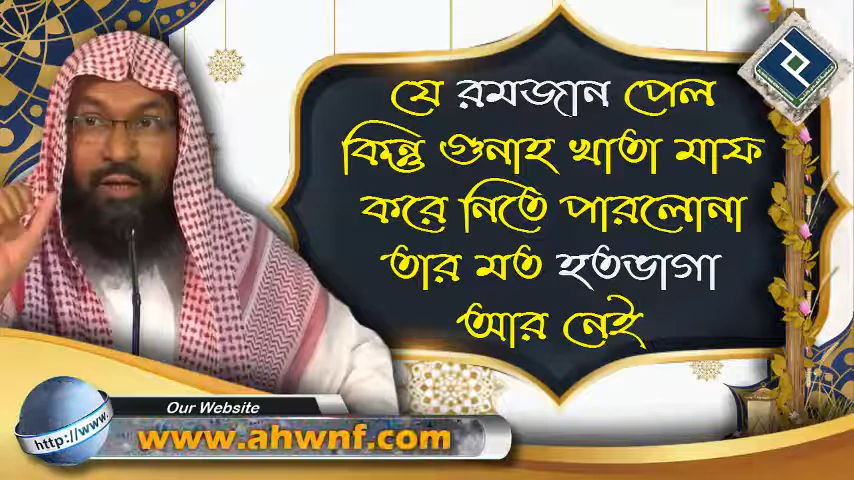 যে রমজান পেল
কিন্তু গুনাহ খাতা মাফ
করে নিতে পারলোনা
তার মত হতভাগা
আর নেই
Our Website
http://www.
www.ahwnf.com